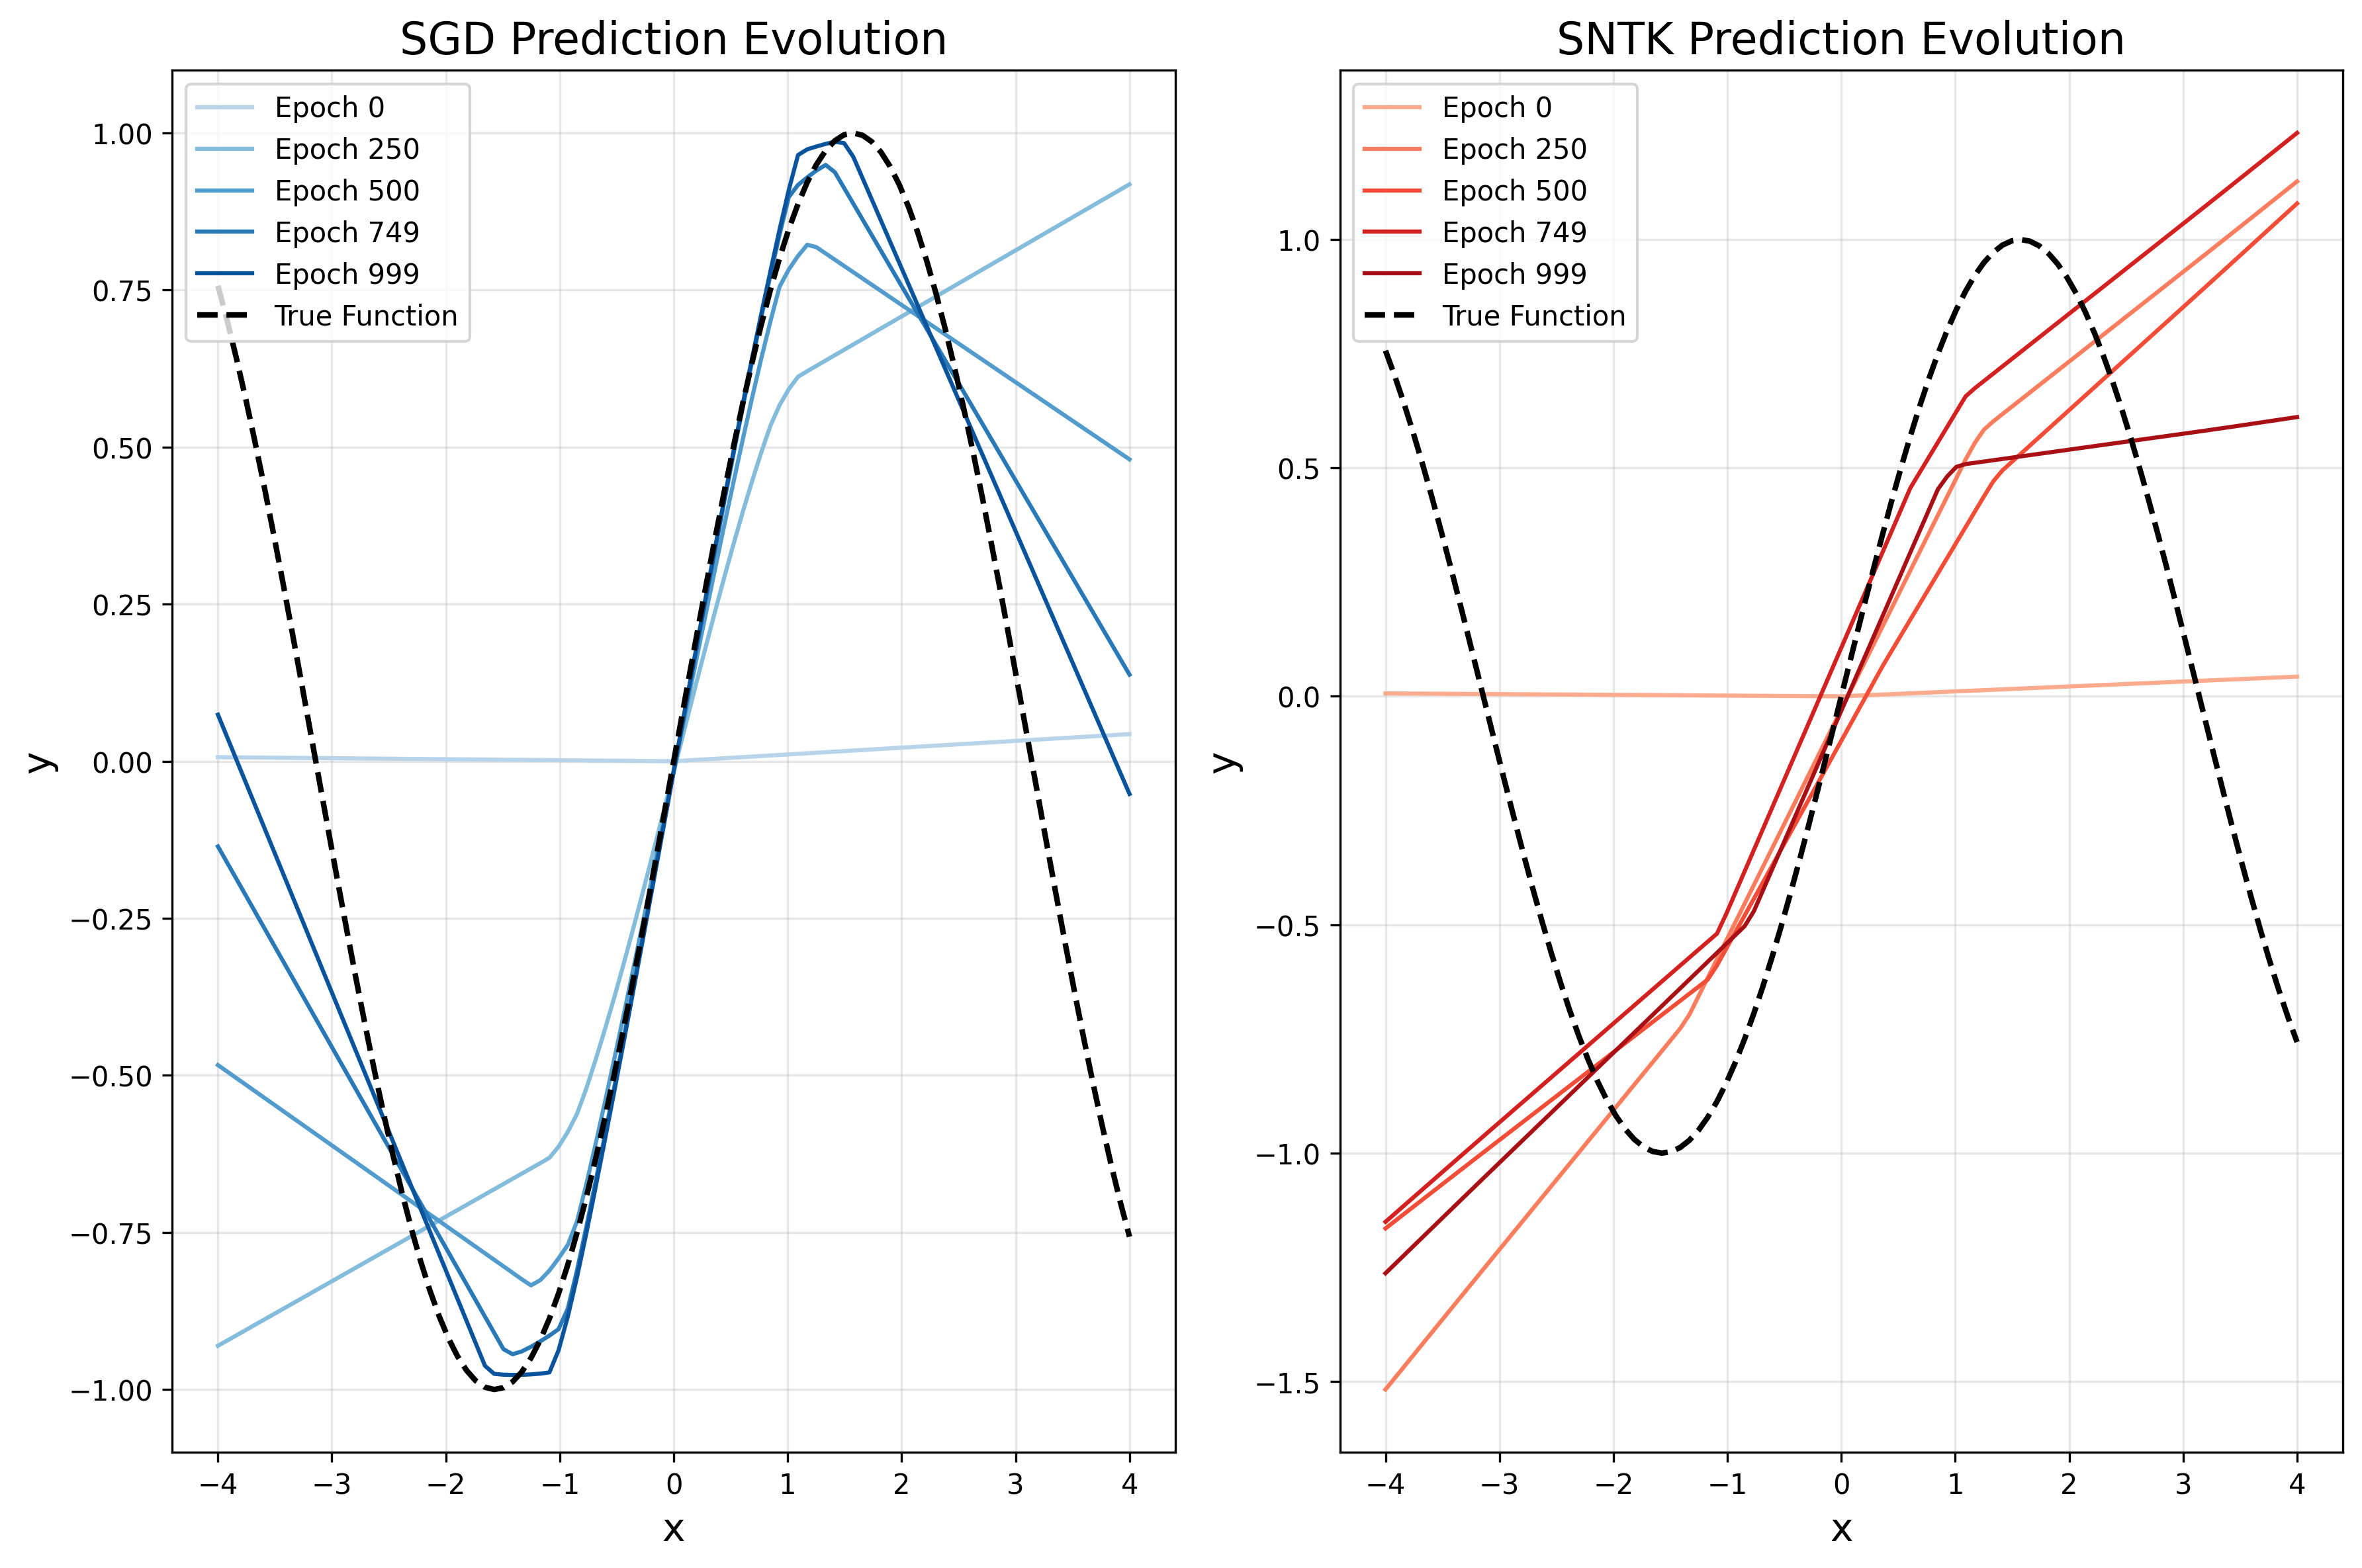 SGD Prediction Evolution
Epoch 0
Epoch 250
Epoch 500
Epoch 749
Epoch 999
True Function
1.00
0.75
0.50
0.25
0.00
−0.25
−0.50
−0.75
−1.00
y
−4 −3 −2 −1 0 1 2 3 4
x
SNTK Prediction Evolution
Epoch 0
Epoch 250
Epoch 500
Epoch 749
Epoch 999
True Function
1.0
0.5
0.0
−0.5
−1.0
−1.5
y
−4 −3 −2 −1 0 1 2 3 4
x